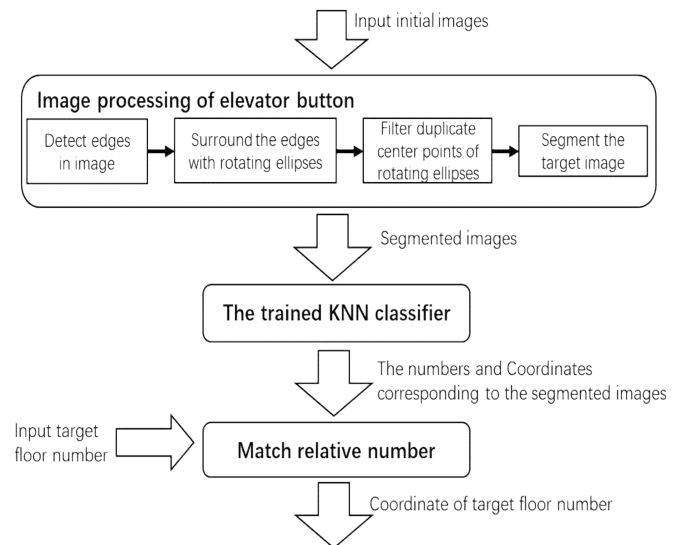 Input initial images
Image processing of elevator button
Detect edges
in image
Surround the edges
with rotating ellipses
Filter duplicate
center points of
rotating ellipses
Segment the
target image
Segmented images
The trained KNN classifier
The numbers and Coordinates
corresponding to the segmented images
Input target
floor number
Match relative number
Coordinate of target floor number